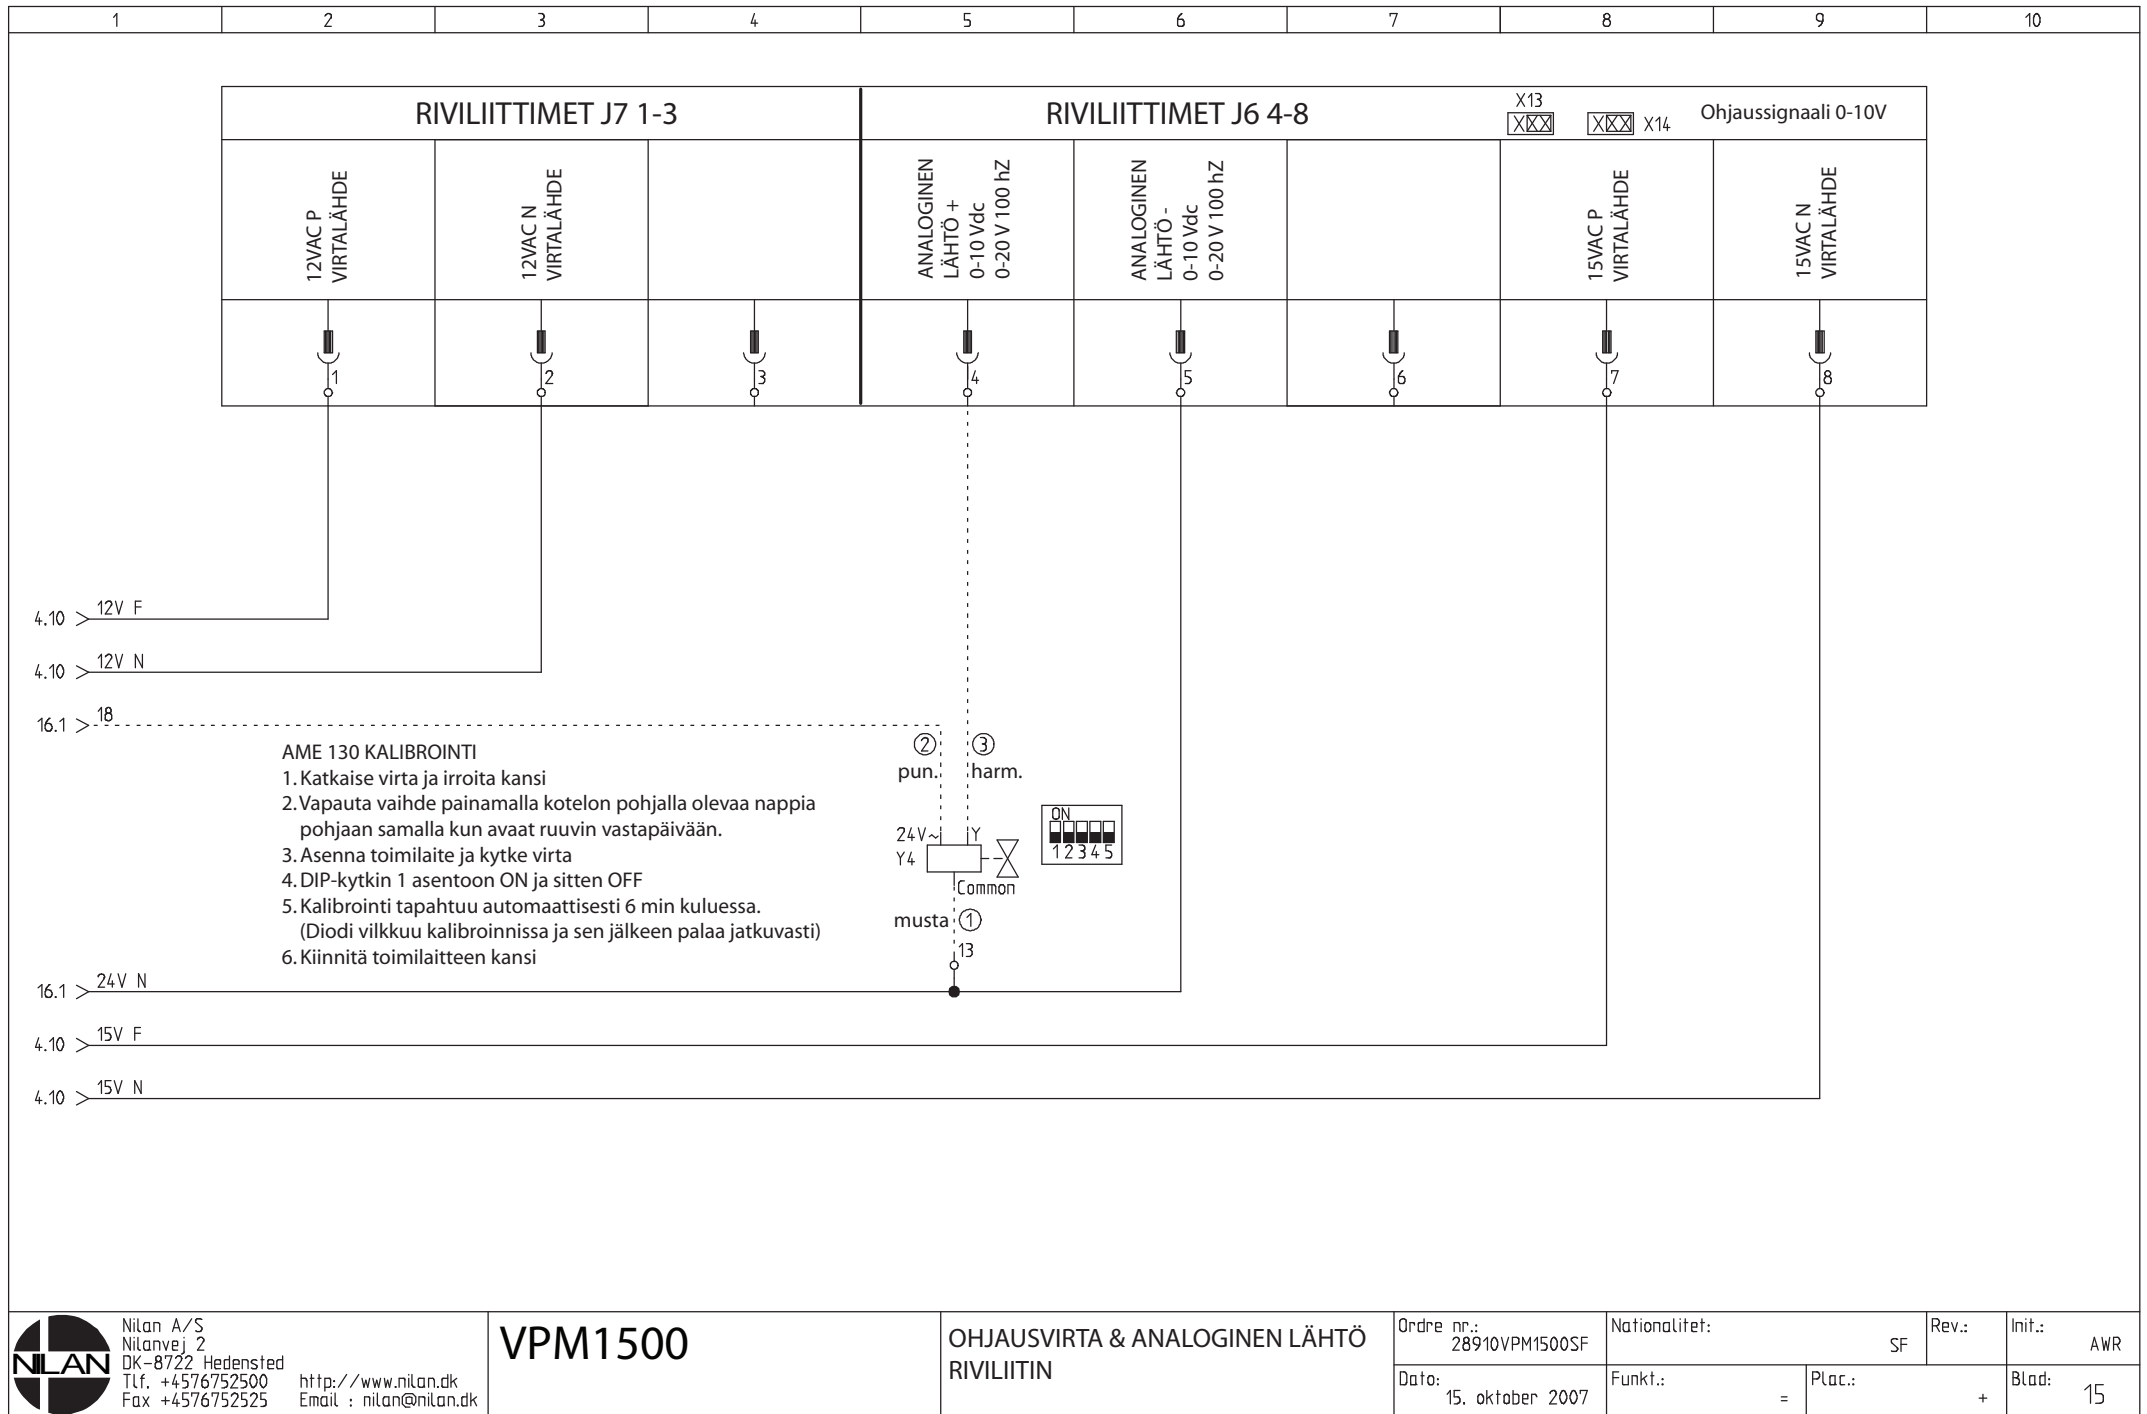 1 2 3 4 5 6 7 8 9 10
RIVILIITTIMET J7 1-3
RIVILIITTIMET J6 4-8
X13
XXX
XXX X14
Ohjaussignaali 0-10V
12VAC P
VIRTALÄHDE
12VAC N
VIRTALÄHDE
ANALOGINEN
LÄHTÖ +
0-10 Vdc
0-20 V 100 hZ
ANALOGINEN
LÄHTÖ -
0-10 Vdc
0-20 V 100 hZ
15VAC P
VIRTALÄHDE
15VAC N
VIRTALÄHDE
1 2 3 4 5 6 7 8
4.10 12V F
4.10 12V N
16.1 18
AME 130 KALIBROINTI
1. Katkaise virta ja irroita kansi
2. Vapauta vaihde painamalla kotelon pohjalla olevaa nappia
pohjaan samalla kun avaat ruuvin vastapäivään.
3. Asenna toimilaite ja kytke virta
4. DIP-kytkin 1 asentoon ON ja sitten OFF
5. Kalibrointi tapahtuu automaattisesti 6 min kuluessa.
(Diodi vilkkuu kalibroinnissa ja sen jälkeen palaa jatkuvasti)
6. Kiinnitä toimilaitteen kansi
2 3
pun. harm.
24V~ Y
Y4
Common
ON
1 2 3 4 5
musta 1
13
16.1 24V N
4.10 15V F
4.10 15V N
NILAN
Nilan A/S
Nilanvej 2
DK-8722 Hedensted
Tlf. +4576752500 http://www.nilan.dk
Fax +4576752525 Email : nilan@nilan.dk
VPM1500
OHJAUSVIRTA & ANALOGINEN LÄHTÖ
RIVILIITIN
Ordre nr.:
28910VPM1500SF
Nationalitet:
SF
Rev.:
Init.:
AWR
Dato:
15. oktober 2007
Funkt.:
=
Plac.:
+
Blad:
15